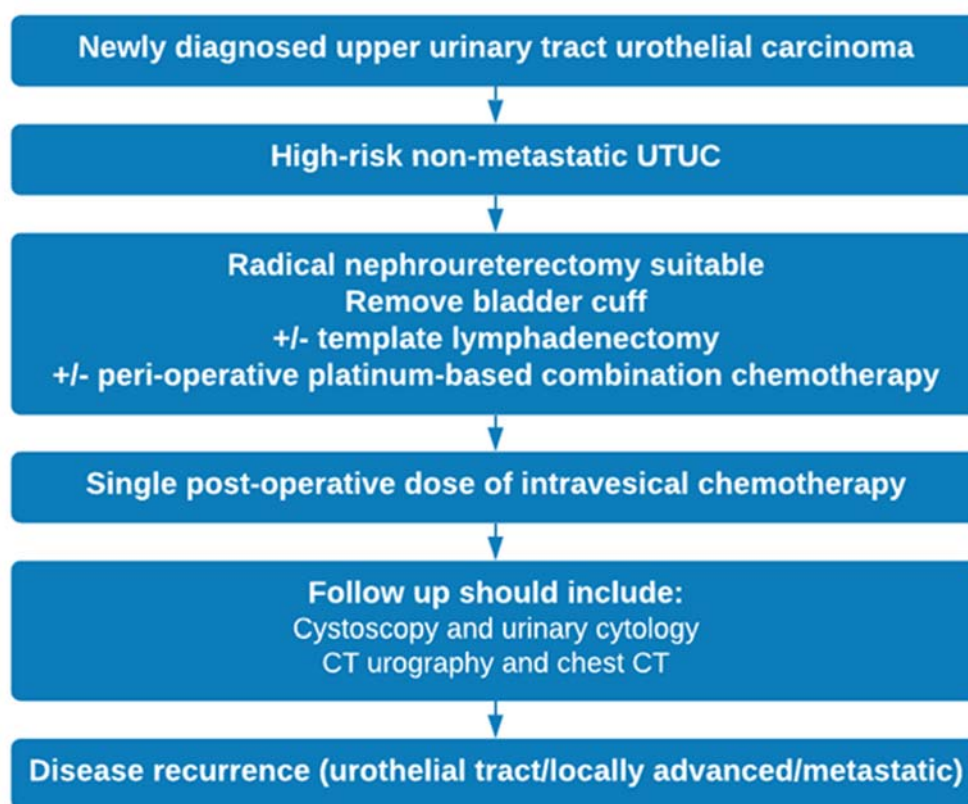 Newly diagnosed upper urinary tract urothelial carcinoma
High-risk non-metastatic UTUC
Radical nephroureterectomy suitable
Remove bladder cuff
+/- template lymphadenectomy
+/- peri-operative platinum-based combination chemotherapy
Single post-operative dose of intravesical chemotherapy
Follow up should include:
Cystoscopy and urinary cytology
CT urography and chest CT
Disease recurrence (urothelial tract/locally advanced/metastatic)